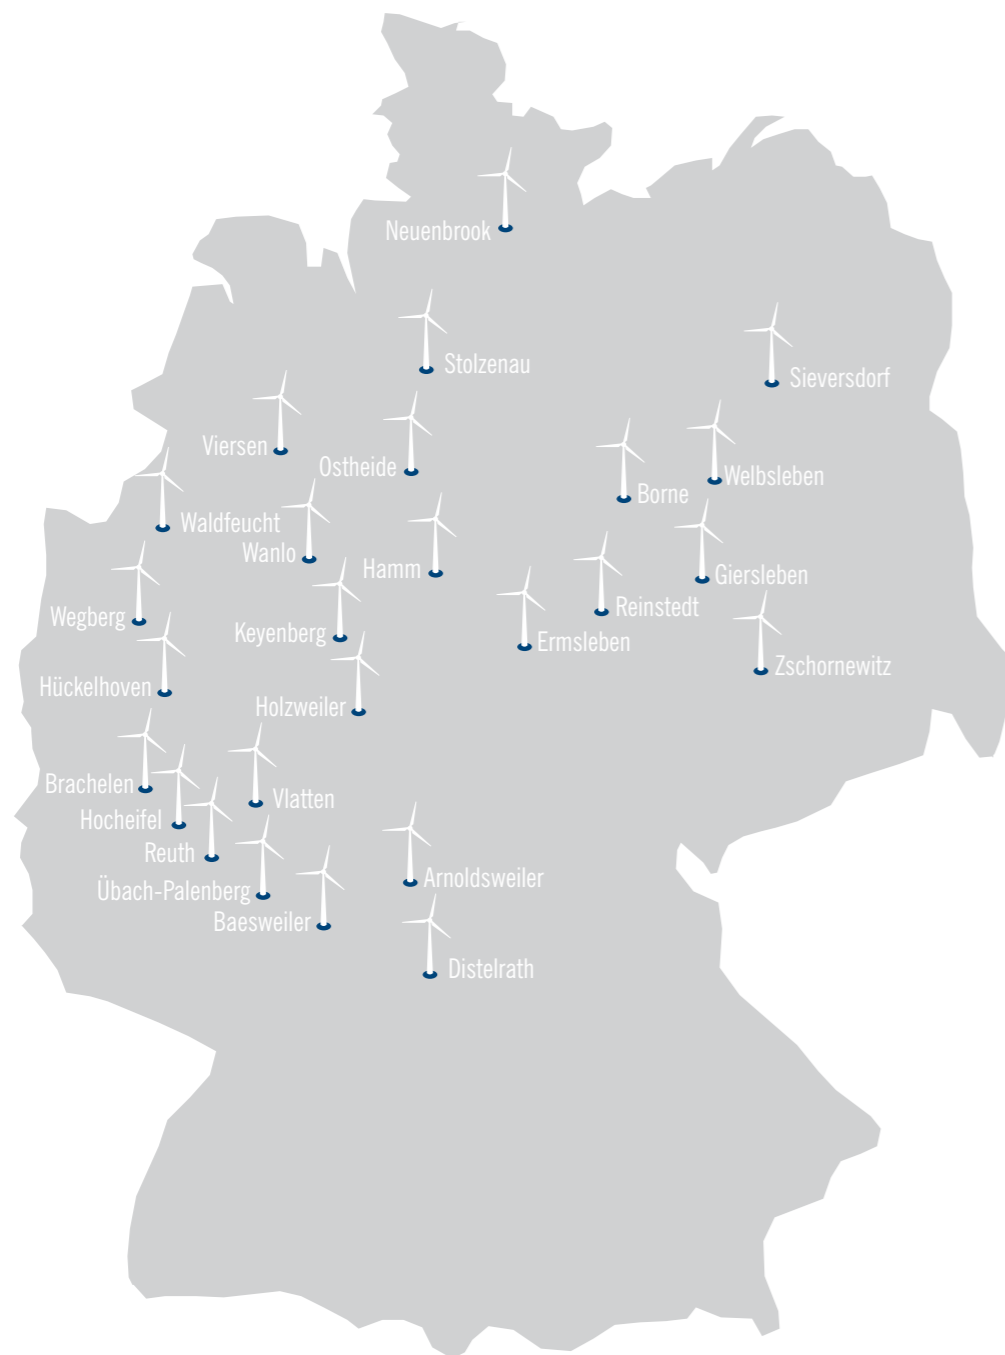 Neuenbrook
Stolzenau
Sieversdorf
Viersen
Ostheide
Welbsleben
Borne
Waldfeucht
Wanlo
Hamm
Giersleben
Reinstedt
Wegberg
Keyenberg
Ermsleben
Zschornewitz
Hückelhoven
Holzweiler
Brachelen
Vlatten
Hocheifel
Reuth
Arnoldsweiler
Übach-Palenberg
Baesweiler
Distelrath